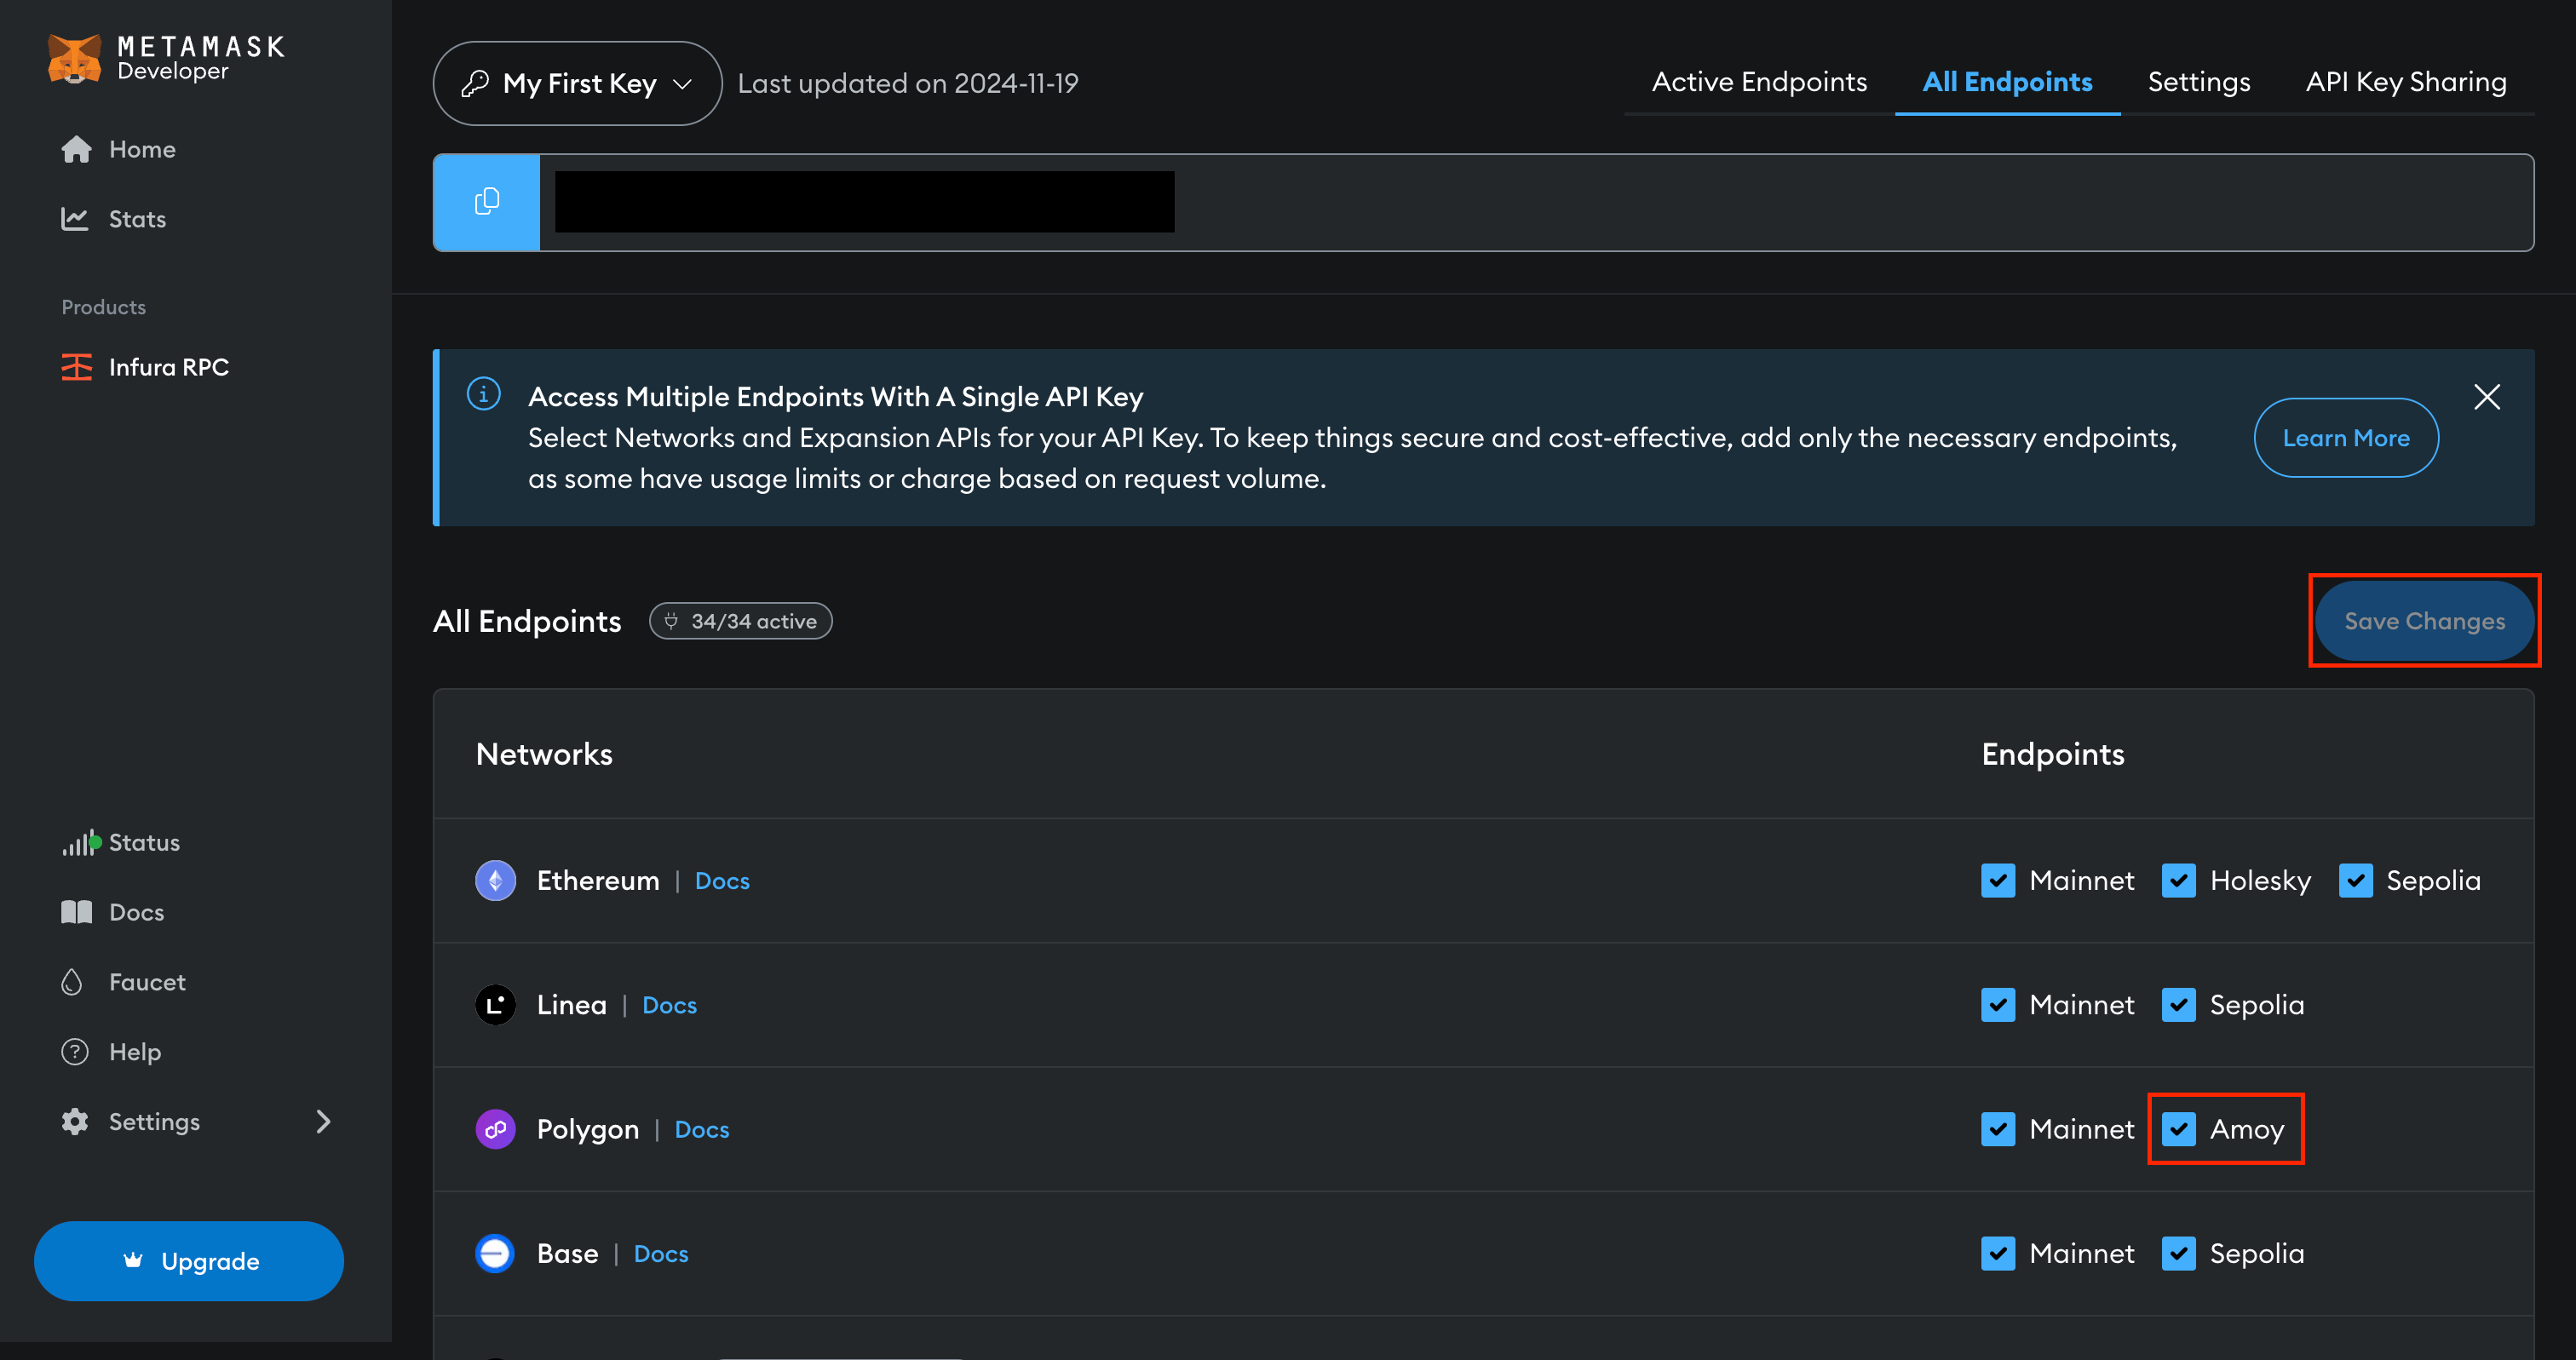 METAMASK
Developer
Home
Stats
Products
Infura RPC
Status
Docs
Faucet
Help
Settings
Upgrade
My First Key
Last updated on 2024-11-19
Active Endpoints
All Endpoints
Settings
API Key Sharing
Access Multiple Endpoints With A Single API Key
Select Networks and Expansion APIs for your API Key. To keep things secure and cost-effective, add only the necessary endpoints,
as some have usage limits or charge based on request volume.
Learn More
All Endpoints
34/34 active
Save Changes
Networks
Endpoints
Ethereum | Docs
Mainnet
Holesky
Sepolia
Linea | Docs
Mainnet
Sepolia
Polygon | Docs
Mainnet
Amoy
Base | Docs
Mainnet
Sepolia